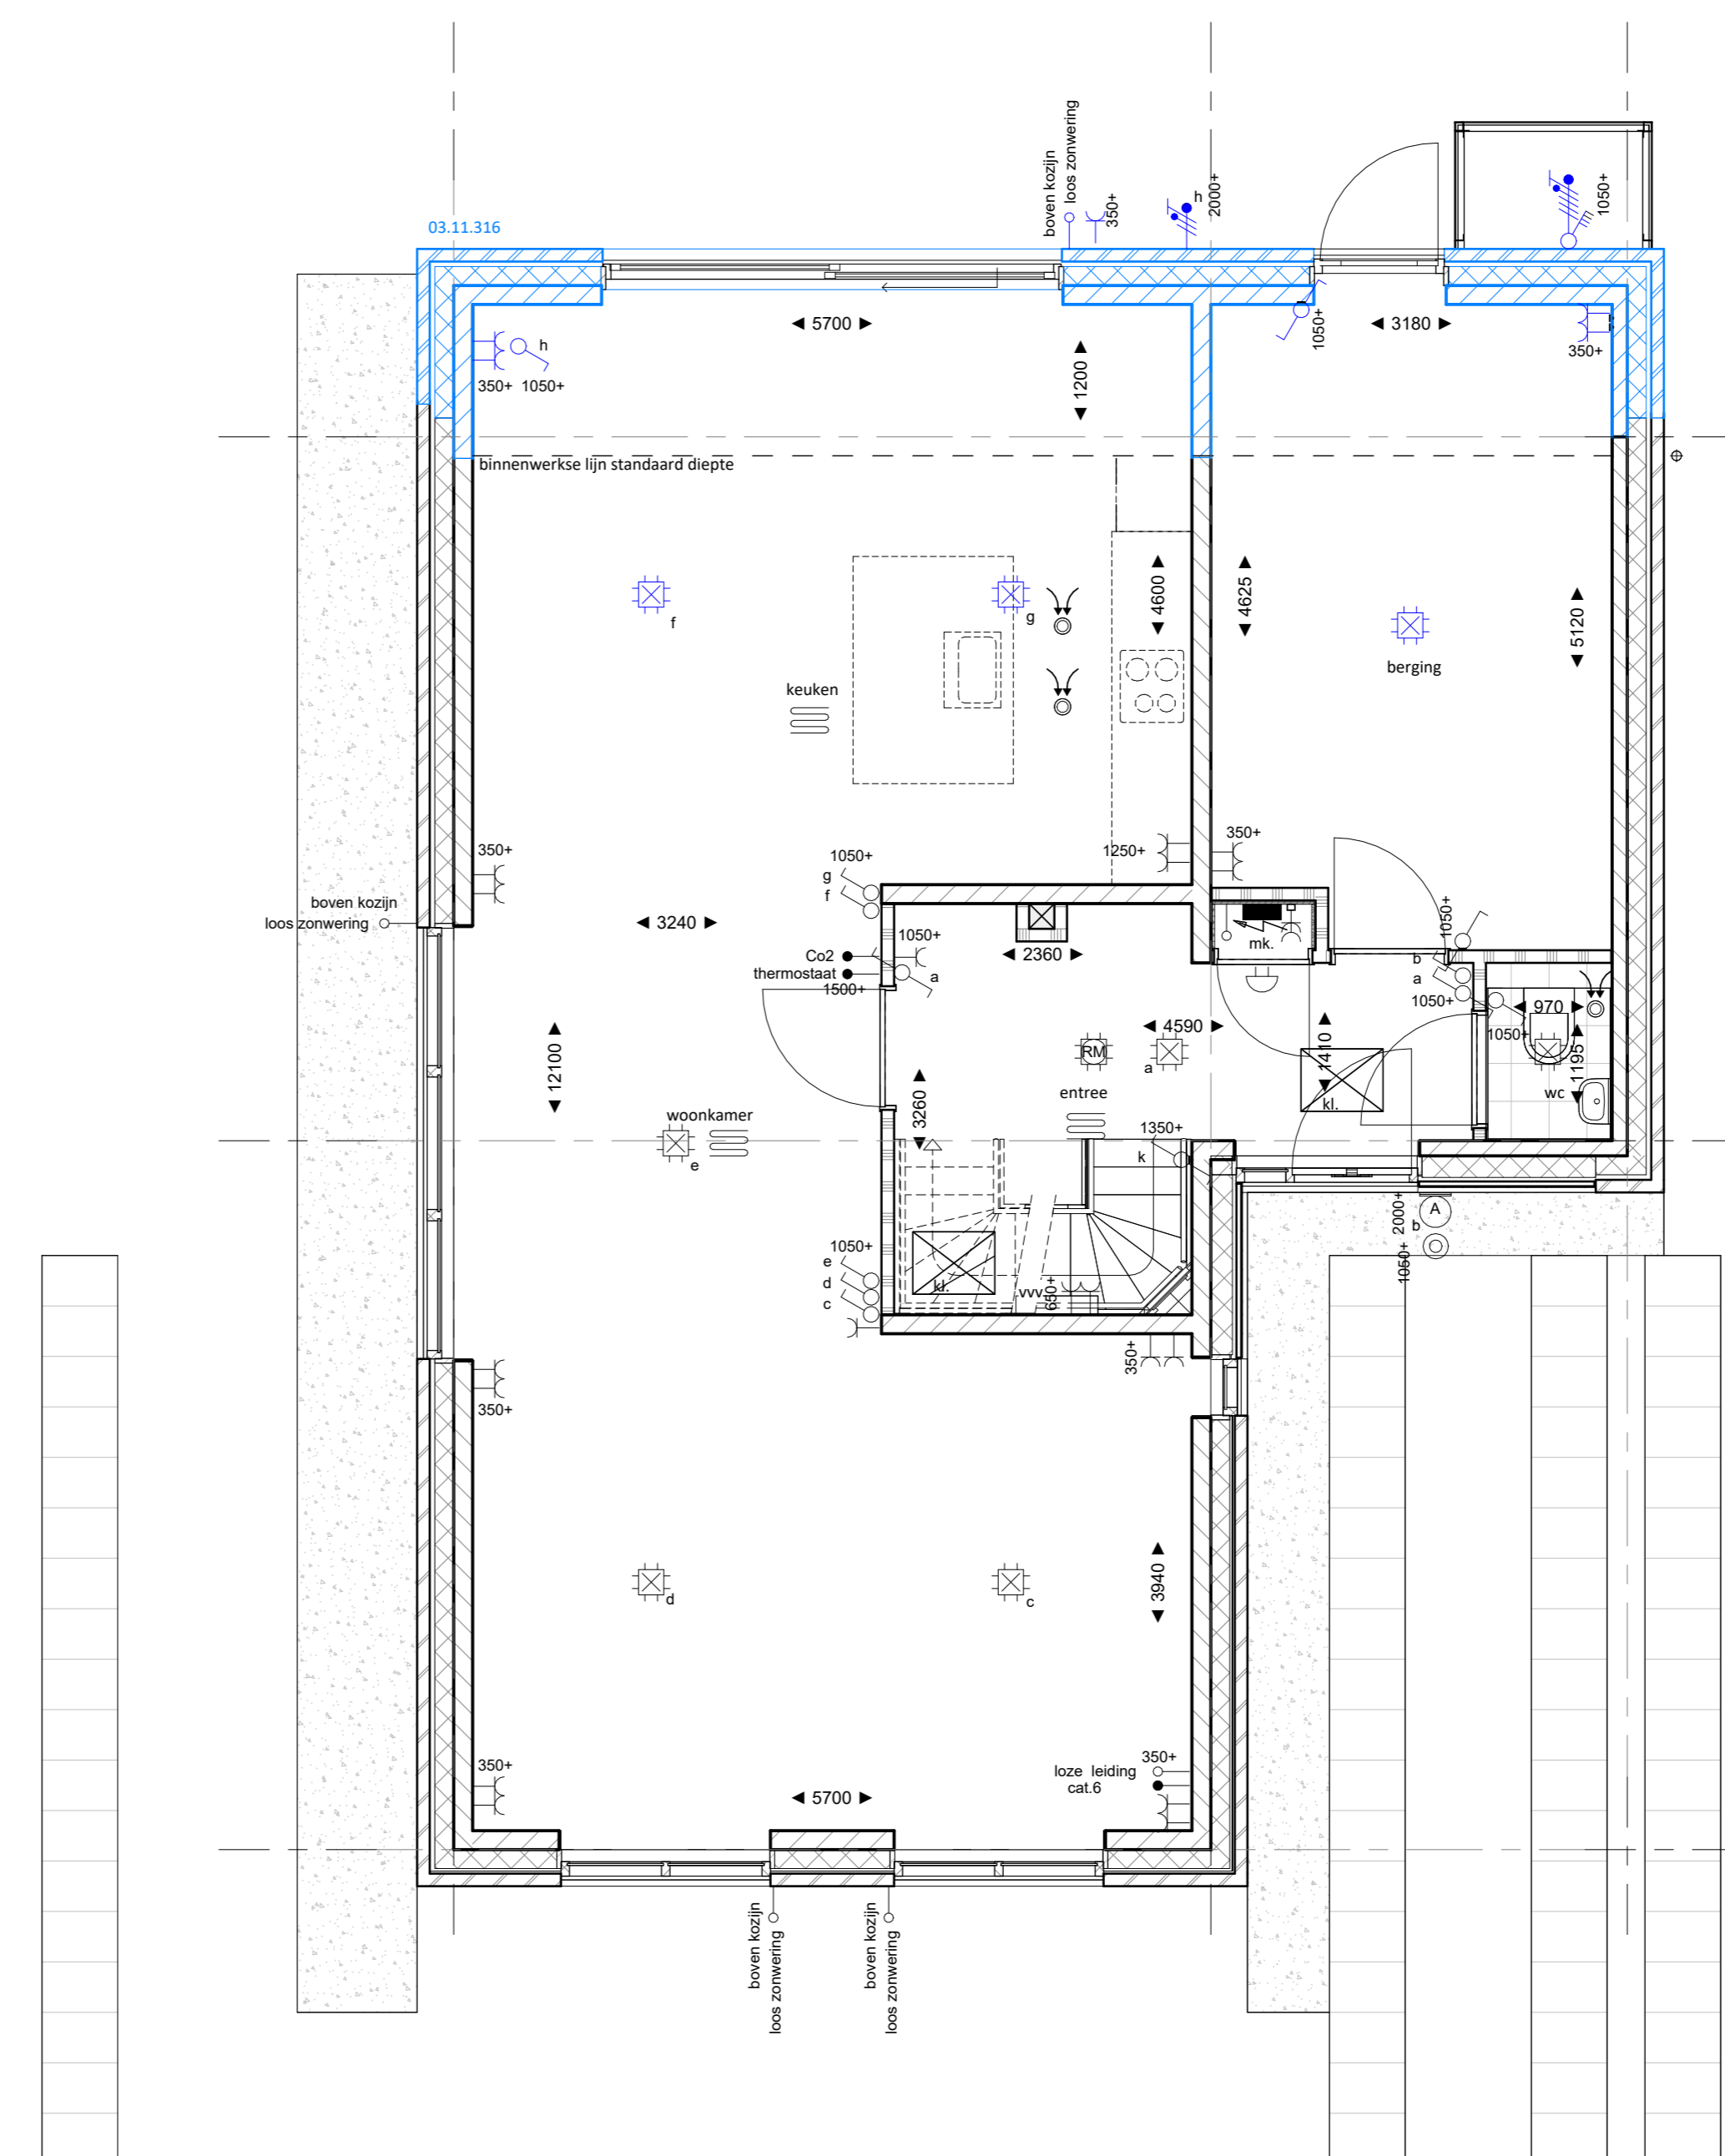 boven kozijn
loos zonwering
350+
h
2000+
1050+
03.11.316
5700
3180
1050+
h
350+
1050+
350+
1200
binnenwerkse lijn standaard diepte
4600
4625
5120
f
g
berging
keuken
350+
1050+
g
f
1250+
350+
boven kozijn
loos zonwering
3240
1050+
Co2
thermostaat
1500+
a
2360
mk.
1050+
b
a
1050+
970
1050+
1195
wc
4590
1410
RM
a
kl.
12100
3260
entree
woonkamer
e
1350+
k
2000+
A
b
1050+
1050+
e
d
c
kl.
vvv
650+
350+
350+
d
c
3940
350+
5700
350+
loze leiding
cat.6
boven kozijn
loos zonwering
boven kozijn
loos zonwering